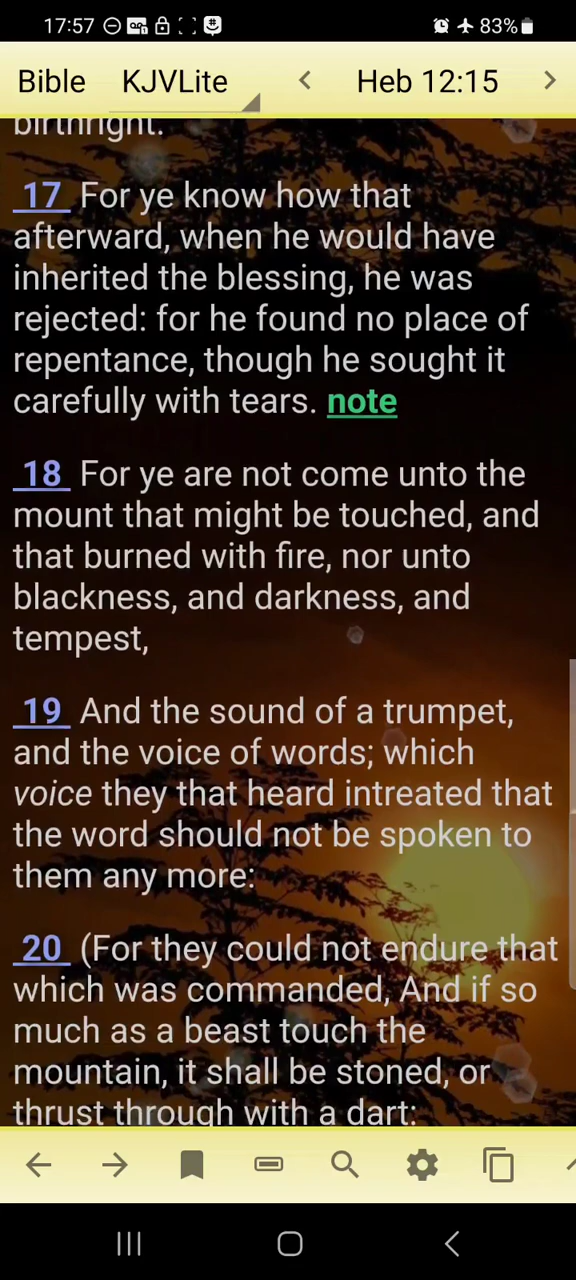 17:57 83%
Bible KJVLite < Heb 12:15 >
birthright.
17 For ye know how that
afterward, when he would have
inherited the blessing, he was
rejected: for he found no place of
repentance, though he sought it
carefully with tears. note
18 For ye are not come unto the
mount that might be touched, and
that burned with fire, nor unto
blackness, and darkness, and
tempest,
19 And the sound of a trumpet,
and the voice of words; which
voice they that heard intreated that
the word should not be spoken to
them any more:
20 (For they could not endure that
which was commanded, And if so
much as a beast touch the
mountain, it shall be stoned, or
thrust through with a dart: